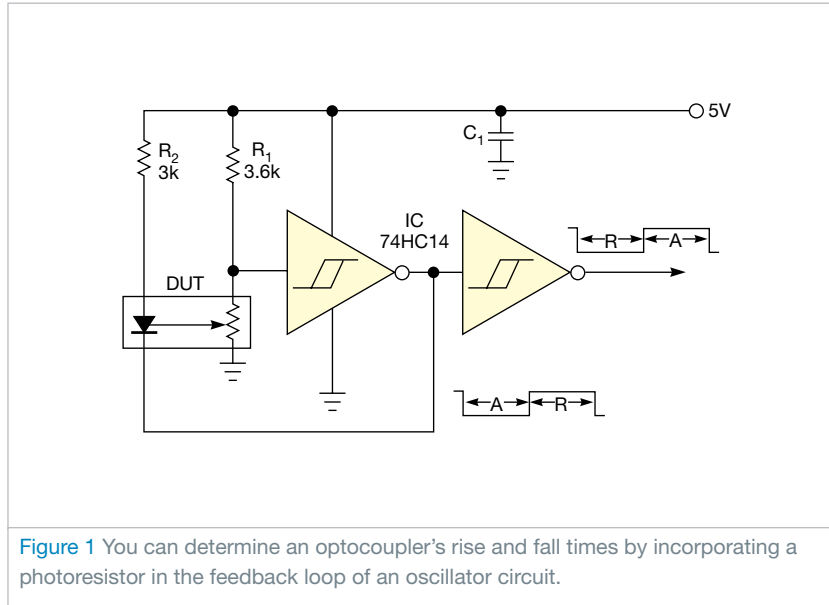 5V
C1
R2
3k
R1
3.6k
IC
74HC14
R A
DUT
A R
Figure 1 You can determine an optocoupler's rise and fall times by incorporating a
photoresistor in the feedback loop of an oscillator circuit.